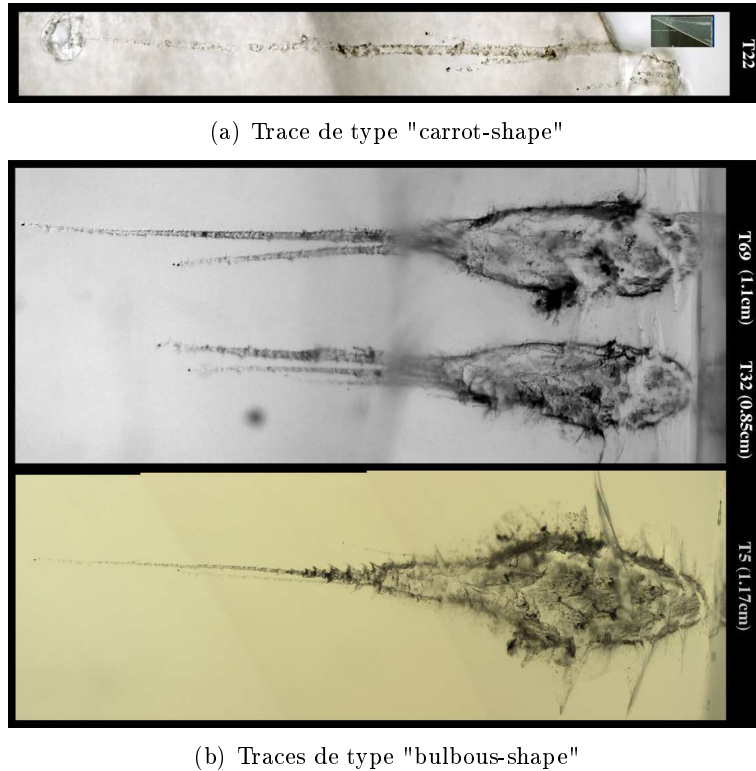 T22
(a) Trace de type "carrot-shape"
T69 (1.1cm)
T32 (0.85cm)
T5 (1.17cm)
(b) Traces de type "bulbous-shape"